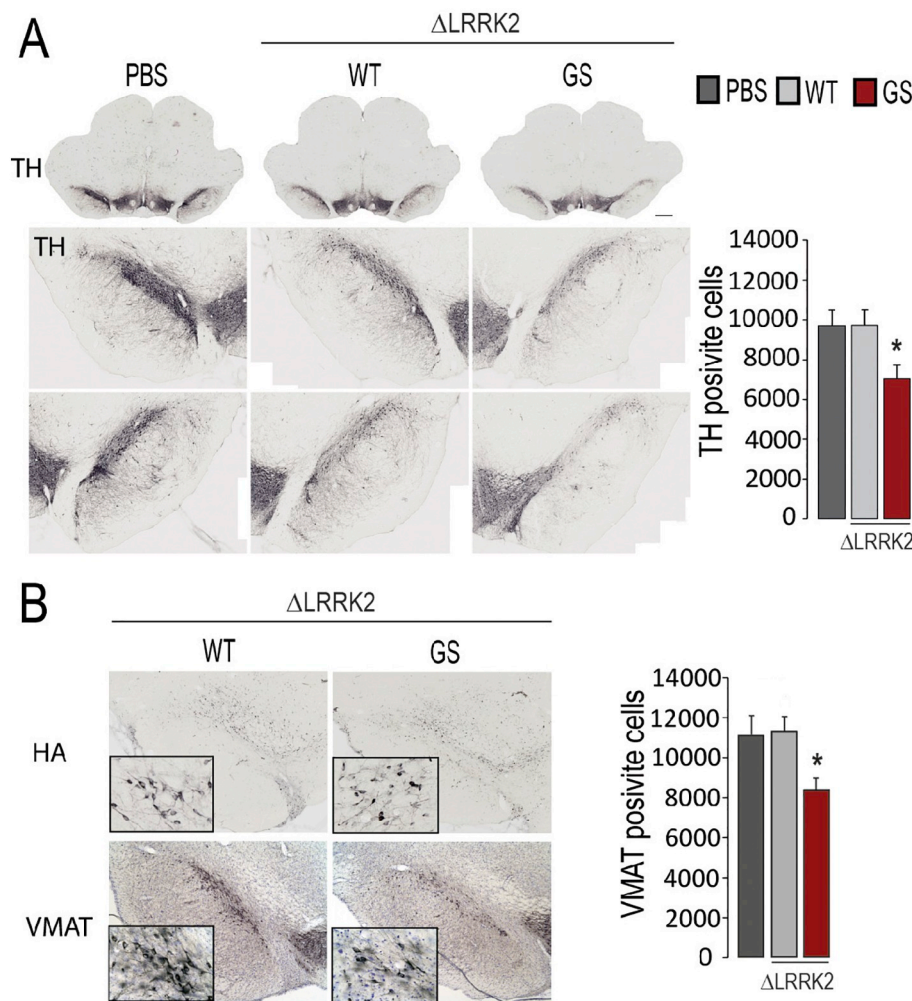 A
ΔLRRK2
PBS
WT
GS
PBS WT GS
TH
TH
14000
12000
10000
8000
6000
4000
2000
0
TH posivite cells
*
ΔLRRK2
B
ΔLRRK2
WT
GS
HA
VMAT
14000
12000
10000
8000
6000
4000
2000
0
VMAT posivite cells
*
ΔLRRK2